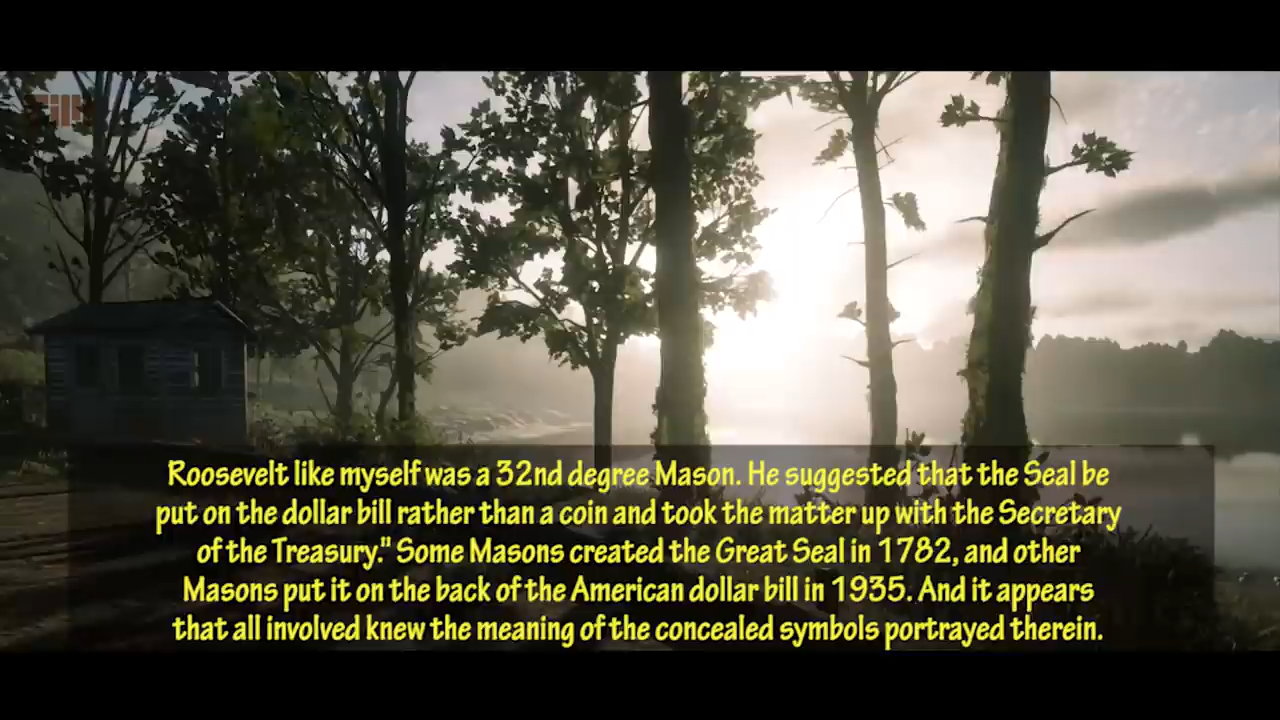 Roosevelt like myself was a 32nd degree Mason. He suggested that the Seal be
put on the dollar bill rather than a coin and took the matter up with the Secretary
of the Treasury." Some Masons created the Great Seal in 1782, and other
Masons put it on the back of the American dollar bill in 1935. And it appears
that all involved knew the meaning of the concealed symbols portrayed therein.